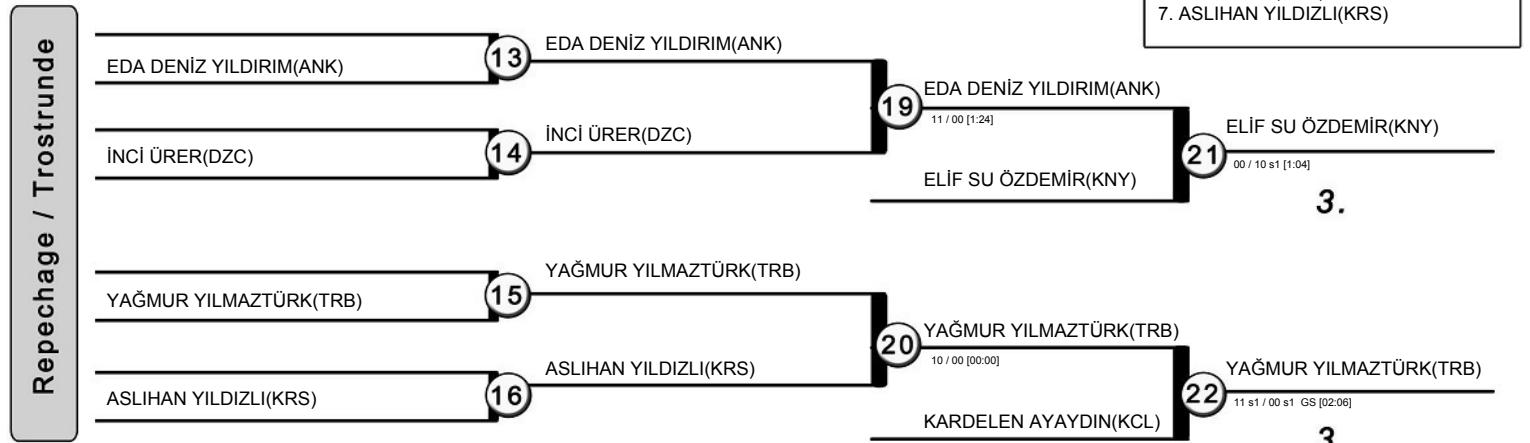 7. ASLIHAN YILDIZLI(KRS)
Repechage / Trostrunde
EDA DENİZ YILDIRIM(ANK)
13
EDA DENİZ YILDIRIM(ANK)
İNCİ ÜRER(DZC)
14
İNCİ ÜRER(DZC)
19
EDA DENİZ YILDIRIM(ANK)
11 / 00 [1:24]
ELİF SU ÖZDEMİR(KNY)
21
ELİF SU ÖZDEMİR(KNY)
00 / 10 s1 [1:04]
3.
YAĞMUR YILMAZTÜRK(TRB)
15
YAĞMUR YILMAZTÜRK(TRB)
ASLIHAN YILDIZLI(KRS)
16
ASLIHAN YILDIZLI(KRS)
20
YAĞMUR YILMAZTÜRK(TRB)
10 / 00 [00:00]
KARDELEN AYAYDIN(KCL)
22
YAĞMUR YILMAZTÜRK(TRB)
11 s1 / 00 s1 GS [02:06]
3